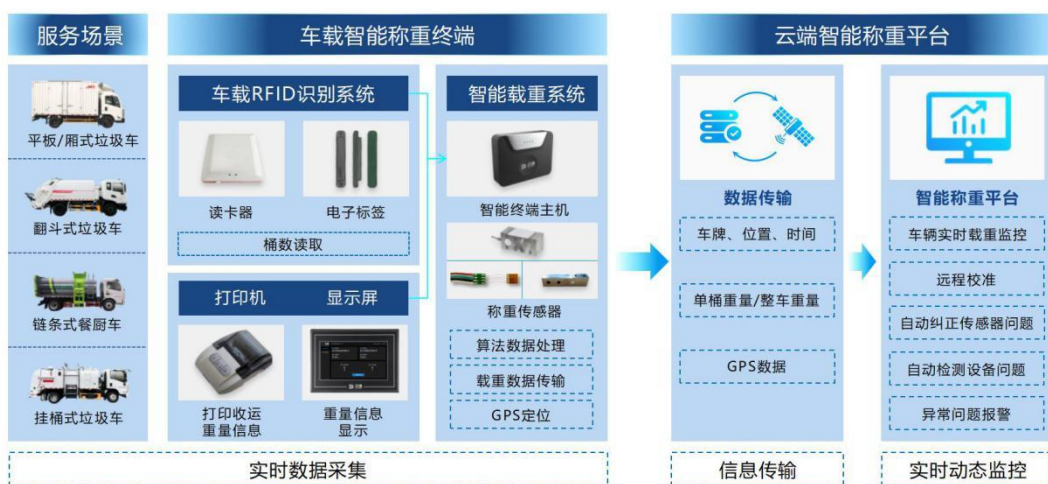 服务场景
平板/厢式垃圾车
翻斗式垃圾车
链条式餐厨车
挂桶式垃圾车
车载智能称重终端
车载RFID识别系统
读卡器
电子标签
桶数读取
打印机
显示屏
打印收运
重量信息
重量信息
显示
智能载重系统
智能终端主机
称重传感器
算法数据处理
载重数据传输
GPS定位
实时数据采集
云端智能称重平台
数据传输
车牌、位置、时间
单桶重量/整车重量
GPS数据
信息传输
智能称重平台
车辆实时载重监控
远程校准
自动纠正传感器问题
自动检测设备问题
异常问题报警
实时动态监控